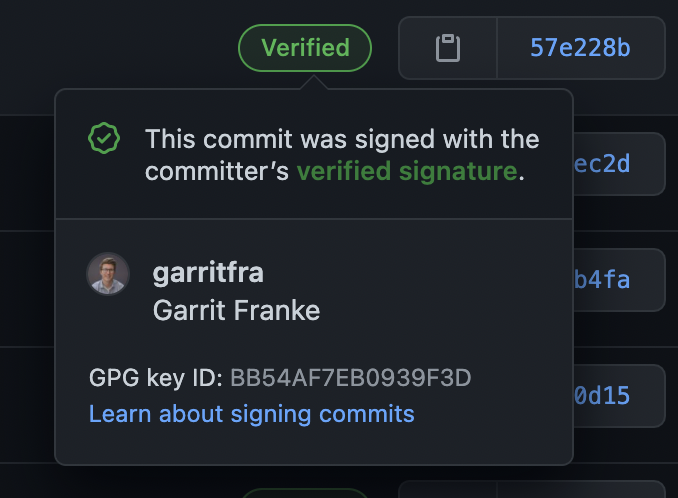 Verified
57e228b
This commit was signed with the
committer’s verified signature.
ec2d
garritfra
Garrit Franke
b4fa
GPG key ID: BB54AF7EB0939F3D
0d15
Learn about signing commits